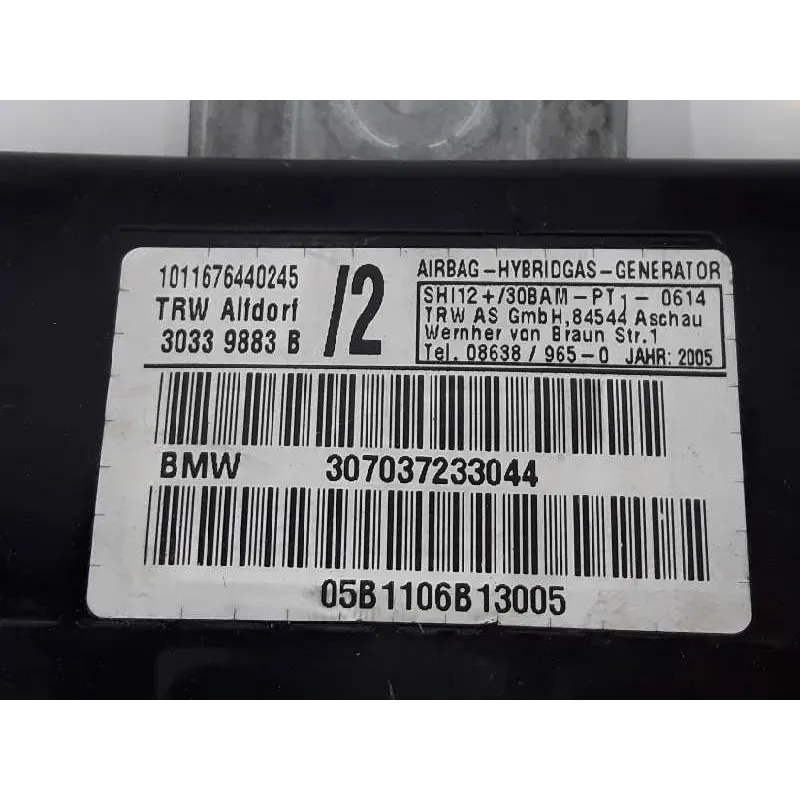 1011676440245
TRW Alfdorf
30339 9883 B
/2
AIRBAG-HYBRIDGAS-GENERATOR
SHI12+/30BAM-PT1-0614
TRW AS GmbH,84544 Aschau
Wernher von Braun Str.1
Tel. 08638/965-0 JAHR: 2005
BMW 307037233044
05B1106B13005